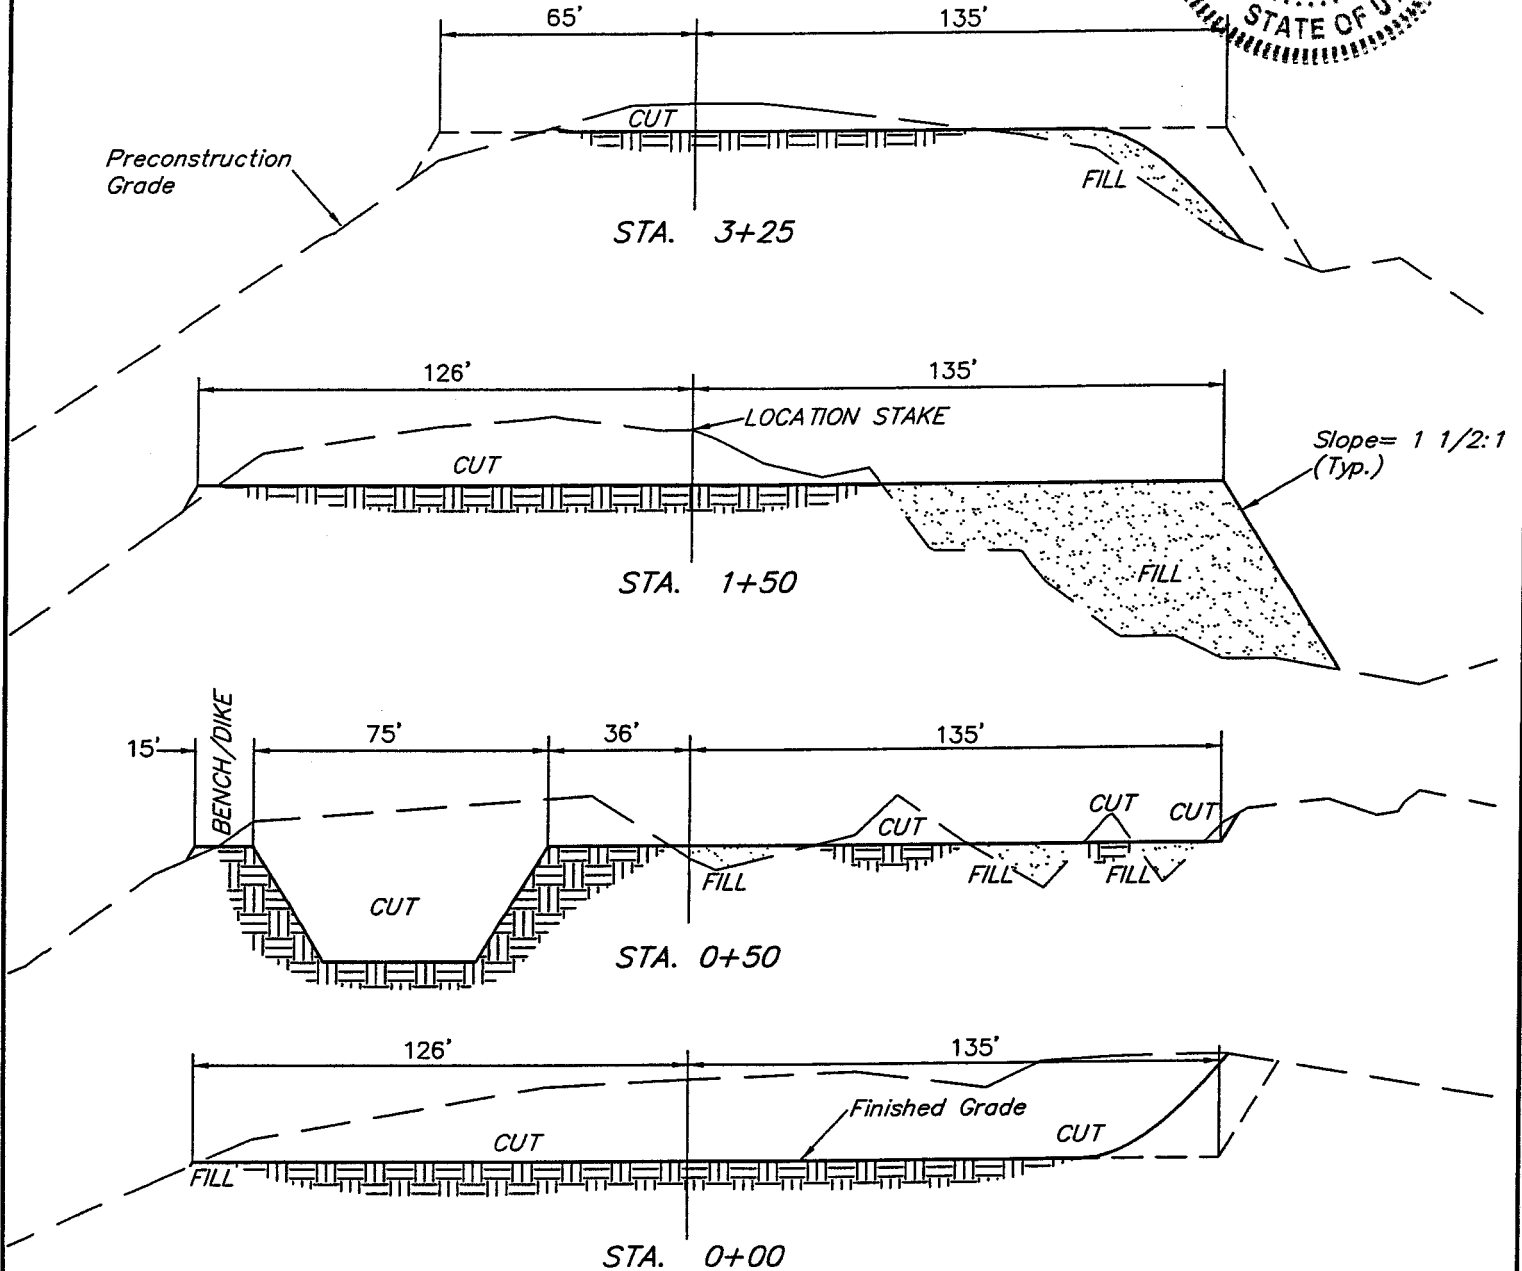 STATE OF
65'
135'
CUT
Preconstruction
Grade
FILL
STA. 3+25
126'
135'
LOCATION STAKE
Slope= 1 1/2:1
(Typ.)
CUT
FILL
STA. 1+50
BENCH/DIKE
15'
75'
36'
135'
CUT
CUT
CUT
FILL
FILL
FILL
CUT
STA. 0+50
126'
135'
Finished Grade
CUT
CUT
FILL
STA. 0+00